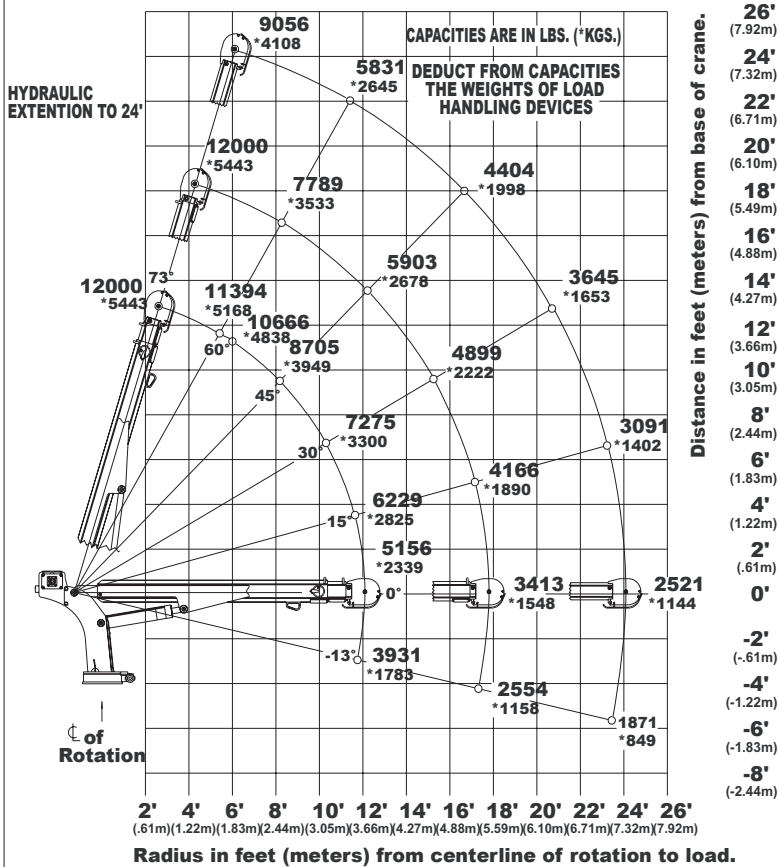 9056
*4108
CAPACITIES ARE IN LBS. (*KGS.)
5831
*2645
DEDUCT FROM CAPACITIES
THE WEIGHTS OF LOAD
HANDLING DEVICES
HYDRAULIC
EXTENTION TO 24'
12000
*5443
7789
*3533
4404
*1998
5903
*2678
73°
12000
*5443
11394
*5168
10666
*4838
60°
8705
*3949
45°
3645
*1653
4899
*2222
7275
*3300
30°
3091
*1402
4166
*1890
6229
*2825
15°
5156
*2339
0°
3413
*1548
2521
*1144
-13°
3931
*1783
2554
*1158
1871
*849
℄ of
Rotation
Distance in feet (meters) from base of crane.
26'
(7.92m)
24'
(7.32m)
22'
(6.71m)
20'
(6.10m)
18'
(5.49m)
16'
(4.88m)
14'
(4.27m)
12'
(3.66m)
10'
(3.05m)
8'
(2.44m)
6'
(1.83m)
4'
(1.22m)
2'
(.61m)
0'
-2'
(-.61m)
-4'
(-1.22m)
-6'
(-1.83m)
-8'
(-2.44m)
2' 4' 6' 8' 10' 12' 14' 16' 18' 20' 22' 24' 26'
(.61m)(1.22m)(1.83m)(2.44m)(3.05m)(3.66m)(4.27m)(4.88m)(5.59m)(6.10m)(6.71m)(7.32m)(7.92m)
Radius in feet (meters) from centerline of rotation to load.